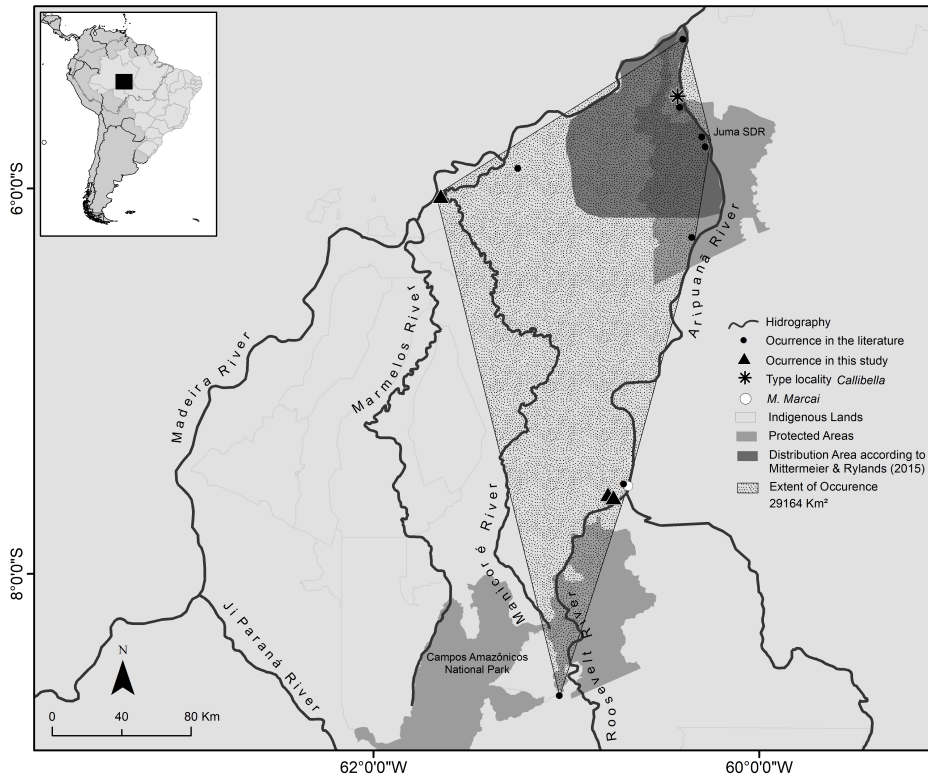 6°0'0"S
8°0'0"S
62°0'0"W
60°0'0"W
Juma SDR
Aripuanã River
Madeira River
Marmelos River
Manicoré River
Ji Paraná River
Roosevelt River
Campos Amazônicos
National Park
N
0 40 80 Km
Hidrography
Ocurrence in the literature
Ocurrence in this study
Type locality Callibella
M. Marcai
Indigenous Lands
Protected Areas
Distribution Area according to
Mittermeier & Rylands (2015)
Extent of Occurence
29164 Km²